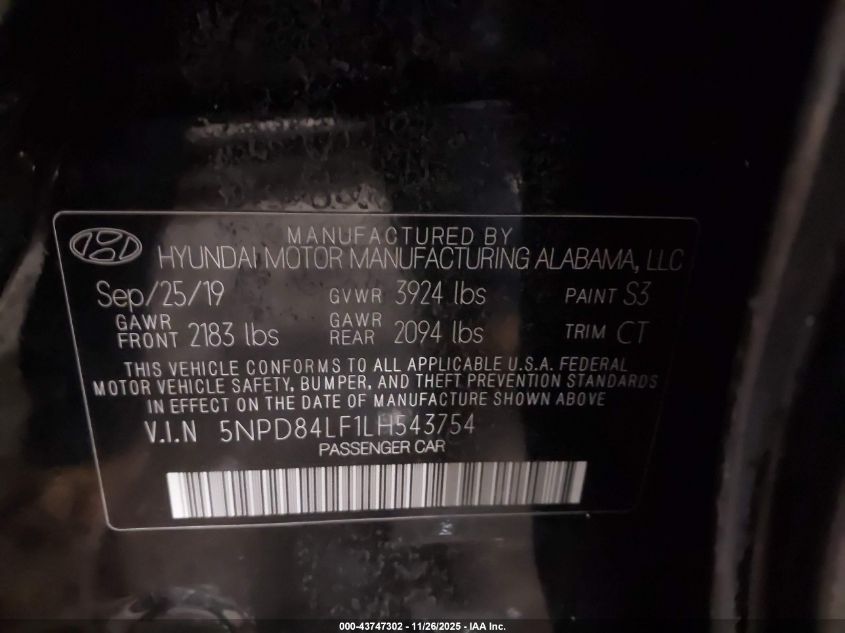 MANUFACTURED BY
HYUNDAI MOTOR MANUFACTURING ALABAMA, LLC
Sep/25/19 GVWR 3924 lbs PAINT S3
GAWR FRONT 2183 lbs GAWR REAR 2094 lbs TRIM CT
THIS VEHICLE CONFORMS TO ALL APPLICABLE U.S.A. FEDERAL
MOTOR VEHICLE SAFETY, BUMPER, AND THEFT PREVENTION STANDARDS
IN EFFECT ON THE DATE OF MANUFACTURE SHOWN ABOVE
V.I.N 5NPD84LF1LH543754
PASSENGER CAR
000-43747302 - 11/26/2025 - IAA Inc.